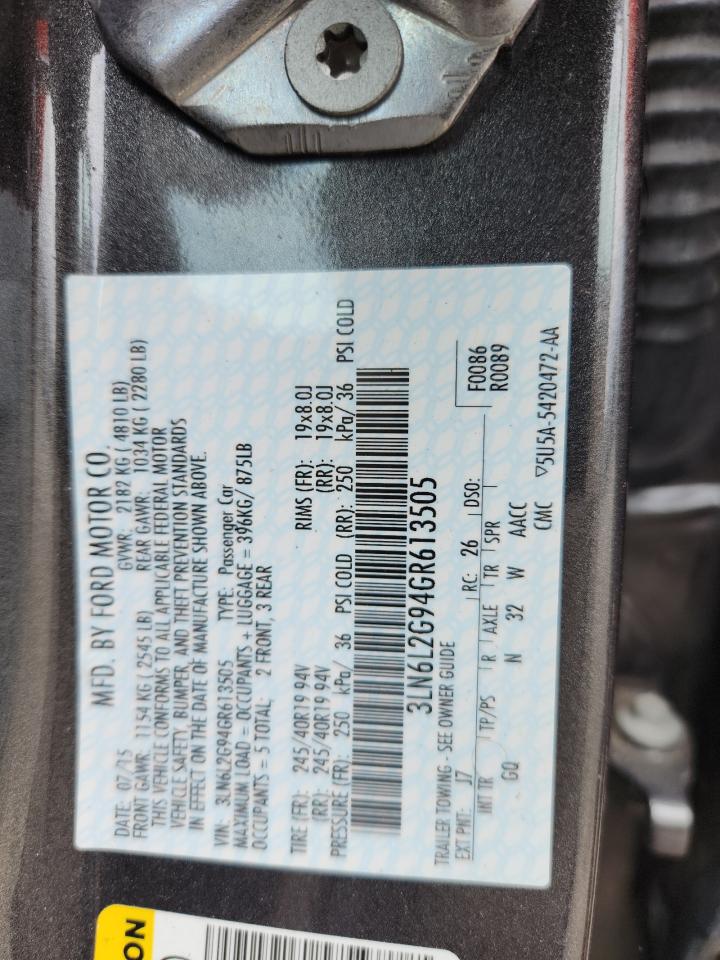 MFD. BY FORD MOTOR CO.
DATE: 07/15 GVWR: 2182 KG ( 4810 LB)
FRONT GAWR: 1154 KG ( 2545 LB) REAR GAWR: 1034 KG ( 2280 LB)
THIS VEHICLE CONFORMS TO ALL APPLICABLE FEDERAL MOTOR
VEHICLE SAFETY, BUMPER, AND THEFT PREVENTION STANDARDS
IN EFFECT ON THE DATE OF MANUFACTURE SHOWN ABOVE.
VIN: 3LN6L2G94GR613505 TYPE: Passenger Car
MAXIMUM LOAD = OCCUPANTS + LUGGAGE = 396KG/ 875LB
OCCUPANTS = 5 TOTAL; 2 FRONT, 3 REAR
TIRE (FR): 245/40R19 94V RIMS (FR): 19x8.0J
(RR): 245/40R19 94V (RR): 19x8.0J
PRESSURE (FR): 250 kPa/ 36 PSI COLD (RR): 250 kPa/ 36 PSI COLD
3LN6L2G94GR613505
TRAILER TOWING - SEE OWNER GUIDE
EXT PNT: J7 RC: 26 DSO: F0086
R0089
INT TR TP/PS R AXLE TR SPR
GQ N 32 W AACC
CMC ▽5U5A-5420472-AA
ON